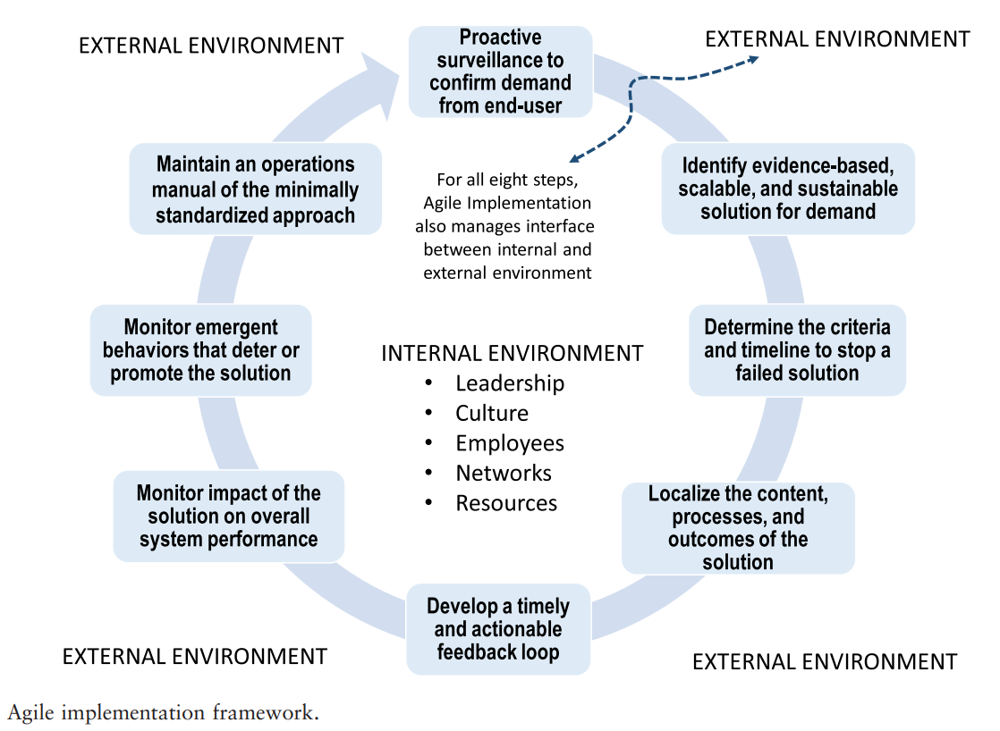 EXTERNAL ENVIRONMENT
EXTERNAL ENVIRONMENT
Proactive
surveillance to
confirm demand
from end-user
Identify evidence-based,
scalable, and sustainable
solution for demand
Determine the criteria
and timeline to stop a
failed solution
Localize the content,
processes, and
outcomes of the
solution
Develop a timely
and actionable
feedback loop
Monitor impact of the
solution on overall
system performance
Monitor emergent
behaviors that deter or
promote the solution
Maintain an operations
manual of the minimally
standardized approach
For all eight steps,
Agile Implementation
also manages interface
between internal and
external environment
INTERNAL ENVIRONMENT
• Leadership
• Culture
• Employees
• Networks
• Resources
EXTERNAL ENVIRONMENT
EXTERNAL ENVIRONMENT
Agile implementation framework.